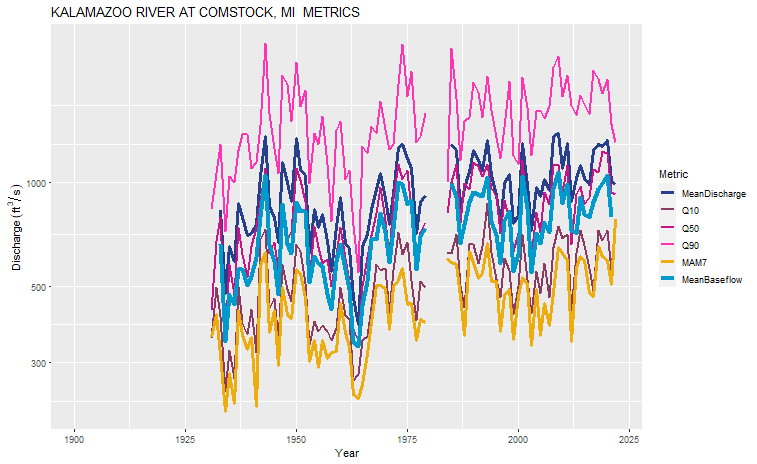 KALAMAZOO RIVER AT COMSTOCK, MI  METRICS
Discharge (ft³/ s)
1000
500
300
1900
1925
1950
1975
2000
2025
Year
Metric
MeanDischarge
Q10
Q50
Q90
MAM7
MeanBaseflow